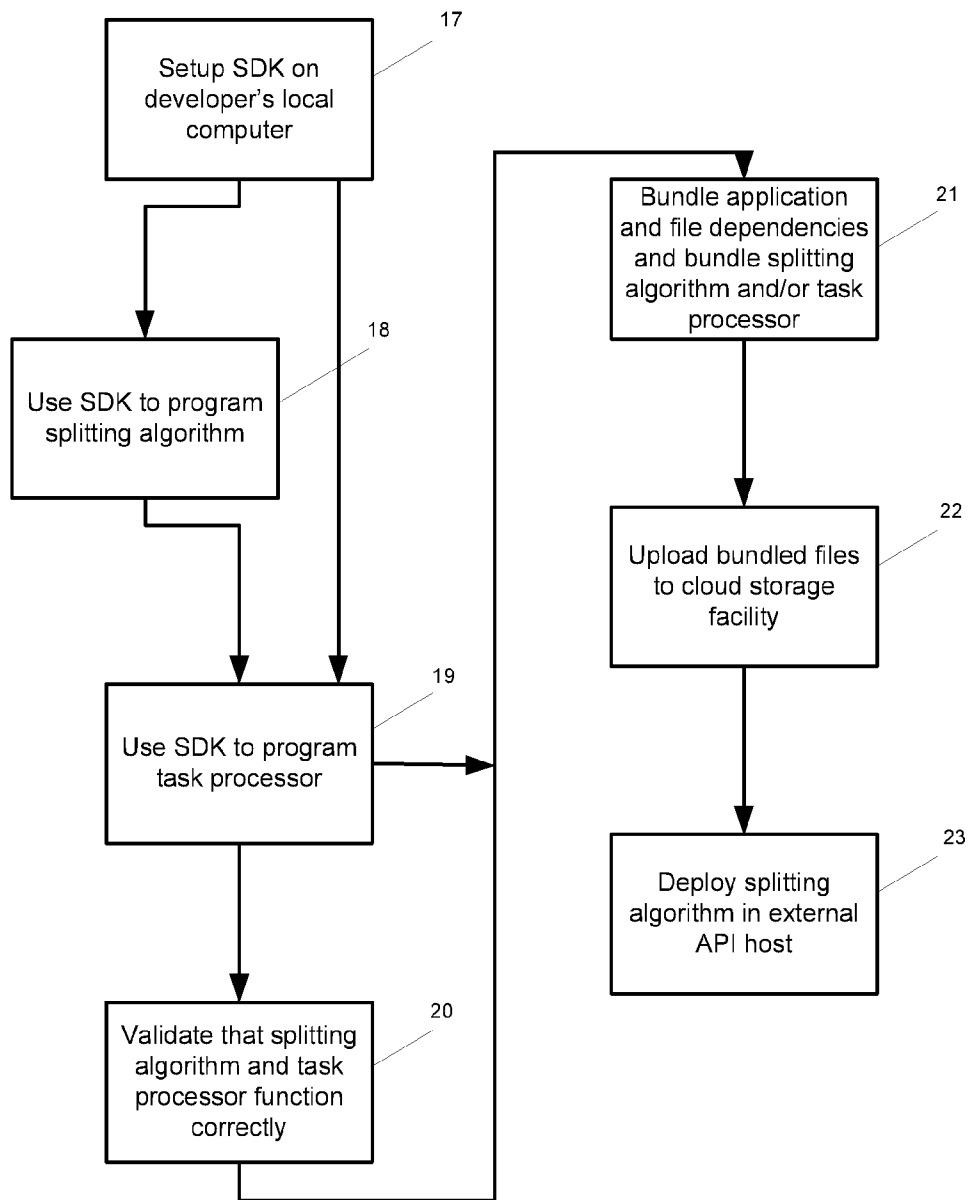 17
Setup SDK on
developer's local
computer
18
Use SDK to program
splitting algorithm
19
Use SDK to program
task processor
20
Validate that splitting
algorithm and task
processor function
correctly
21
Bundle application
and file dependencies
and bundle splitting
algorithm and/or task
processor
22
Upload bundled files
to cloud storage
facility
23
Deploy splitting
algorithm in external
API host